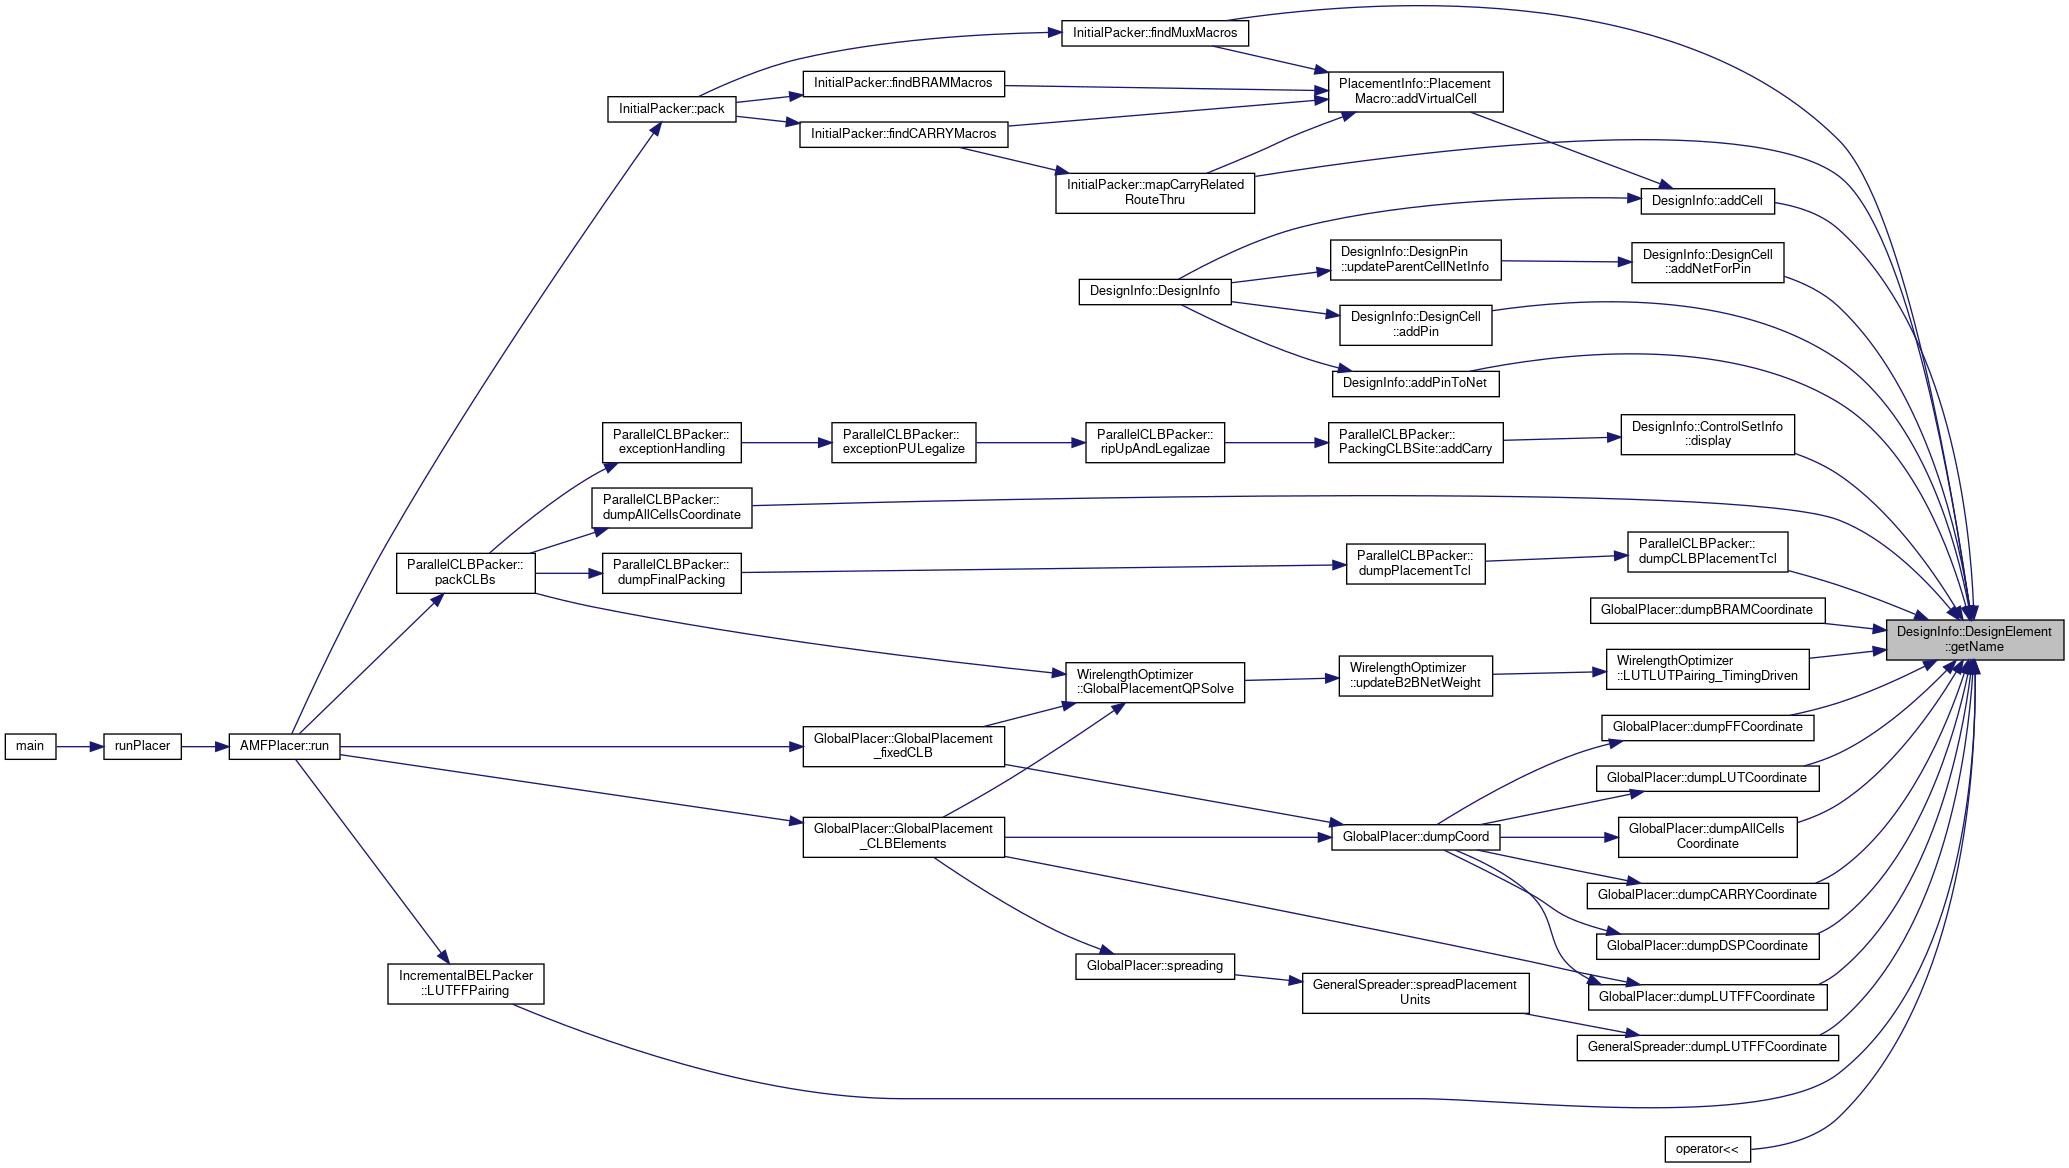 InitialPacker::findMuxMacros
InitialPacker::findBRAMMacros
PlacementInfo::Placement
Macro::addVirtualCell
InitialPacker::pack
InitialPacker::findCARRYMacros
InitialPacker::mapCarryRelated
RouteThru
DesignInfo::addCell
DesignInfo::DesignPin
::updateParentCellNetInfo
DesignInfo::DesignCell
::addNetForPin
DesignInfo::DesignInfo
DesignInfo::DesignCell
::addPin
DesignInfo::addPinToNet
ParallelCLBPacker::
exceptionHandling
ParallelCLBPacker::
exceptionPULegalize
ParallelCLBPacker::
ripUpAndLegalizae
ParallelCLBPacker::
PackingCLBSite::addCarry
DesignInfo::ControlSetInfo
::display
ParallelCLBPacker::
dumpAllCellsCoordinate
ParallelCLBPacker::
packCLBs
ParallelCLBPacker::
dumpFinalPacking
ParallelCLBPacker::
dumpPlacementTcl
ParallelCLBPacker::
dumpCLBPlacementTcl
GlobalPlacer::dumpBRAMCoordinate
DesignInfo::DesignElement
::getName
WirelengthOptimizer
::GlobalPlacementQPSolve
WirelengthOptimizer
::updateB2BNetWeight
WirelengthOptimizer
::LUTLUTPairing_TimingDriven
GlobalPlacer::dumpFFCoordinate
main
runPlacer
AMFPlacer::run
GlobalPlacer::GlobalPlacement
_fixedCLB
GlobalPlacer::dumpLUTCoordinate
GlobalPlacer::GlobalPlacement
_CLBElements
GlobalPlacer::dumpCoord
GlobalPlacer::dumpAllCells
Coordinate
GlobalPlacer::dumpCARRYCoordinate
GlobalPlacer::dumpDSPCoordinate
IncrementalBELPacker
::LUTFFPairing
GlobalPlacer::spreading
GeneralSpreader::spreadPlacement
Units
GlobalPlacer::dumpLUTFFCoordinate
GeneralSpreader::dumpLUTFFCoordinate
operator<<